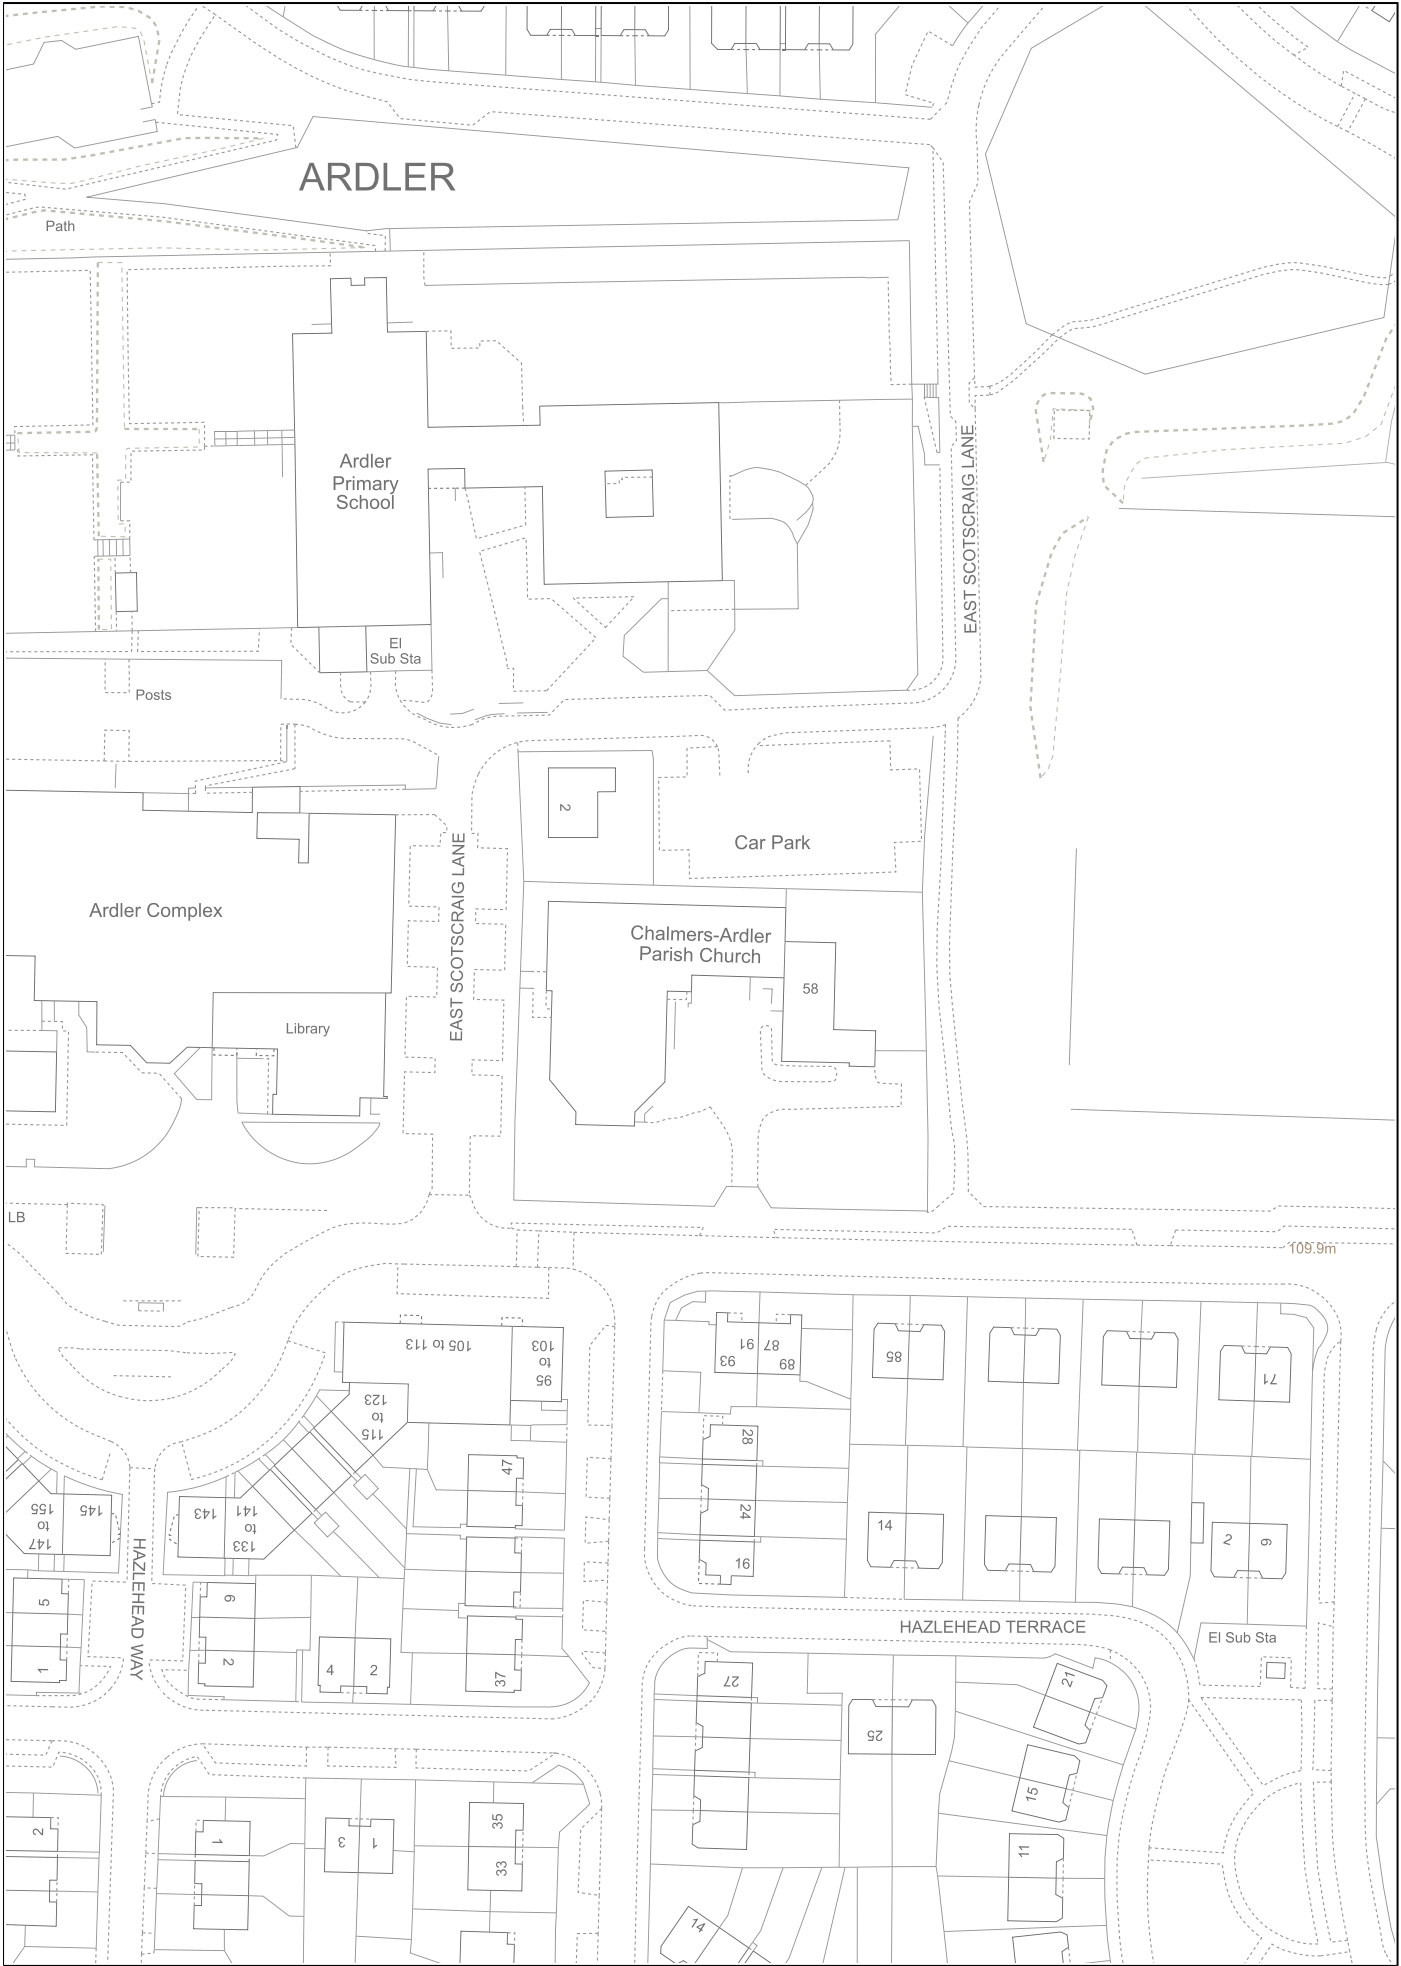 ARDLER
Path
EAST SCOTSCRAIG LANE
Ardler
Primary
School
El
Sub Sta
Posts
2
Car Park
EAST SCOTSCRAIG LANE
Ardler Complex
Chalmers-Ardler
Parish Church
58
Library
LB
109.9m
105 to 113
103
to
95
91
87
93
89
85
71
123
to
115
28
47
24
16
14
2
6
145
155
to
147
143
141
to
133
HAZLEHEAD WAY
5
1
9
2
4
2
37
HAZLEHEAD TERRACE
El Sub Sta
27
25
21
15
11
2
1
3
1
35
33
14